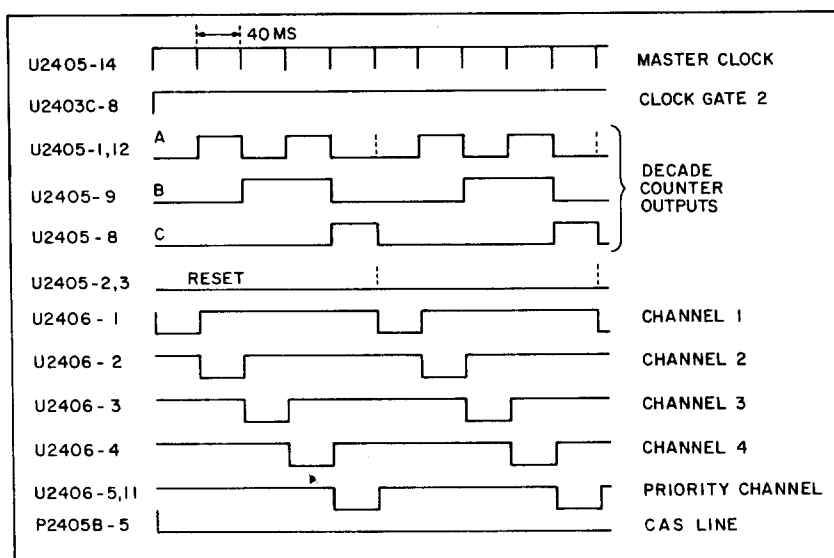 40 MS
U2405-14 MASTER CLOCK
U2403C-8 CLOCK GATE 2
U2405-1,12 A
U2405-9 B
U2405-8 C
DECADE
COUNTER
OUTPUTS
U2405-2,3 RESET
U2406-1 CHANNEL 1
U2406-2 CHANNEL 2
U2406-3 CHANNEL 3
U2406-4 CHANNEL 4
U2406-5,11 PRIORITY CHANNEL
P2405B-5 CAS LINE